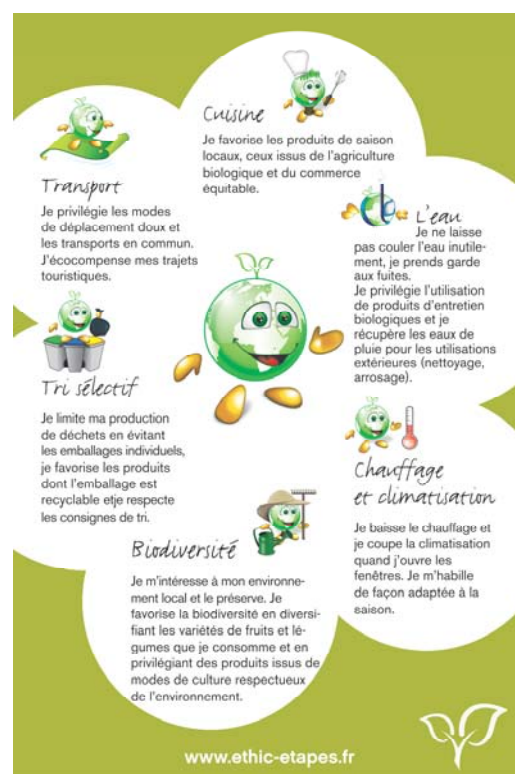 Cuisine
Je favorise les produits de saison
locaux, ceux issus de l'agriculture
biologique et du commerce
équitable.
Transport
Je privilégie les modes
de déplacement doux et
les transports en commun.
J'écocompense mes trajets
touristiques.
L'eau
Je ne laisse
pas couler l'eau inutile-
ment, je prends garde
aux fuites.
Je privilégie l'utilisation
de produits d'entretien
biologiques et je
récupère les eaux de
pluie pour les utilisations
extérieures (nettoyage,
arrosage).
Tri sélectif
Je limite ma production
de déchets en évitant
les emballages individuels,
je favorise les produits
dont l'emballage est
recyclable etje respecte
les consignes de tri.
Chauffage
et climatisation
Je baisse le chauffage et
je coupe la climatisation
quand j'ouvre les
fenêtres. Je m'habille
de façon adaptée à la
saison.
Biodiversité
Je m'intéresse à mon environne-
ment local et le préserve. Je
favorise la biodiversité en diversi-
fiant les variétés de fruits et lé-
gumes que je consomme et en
privilégiant des produits issus de
modes de culture respectueux
de l'environnement.
www.ethic-etapes.fr